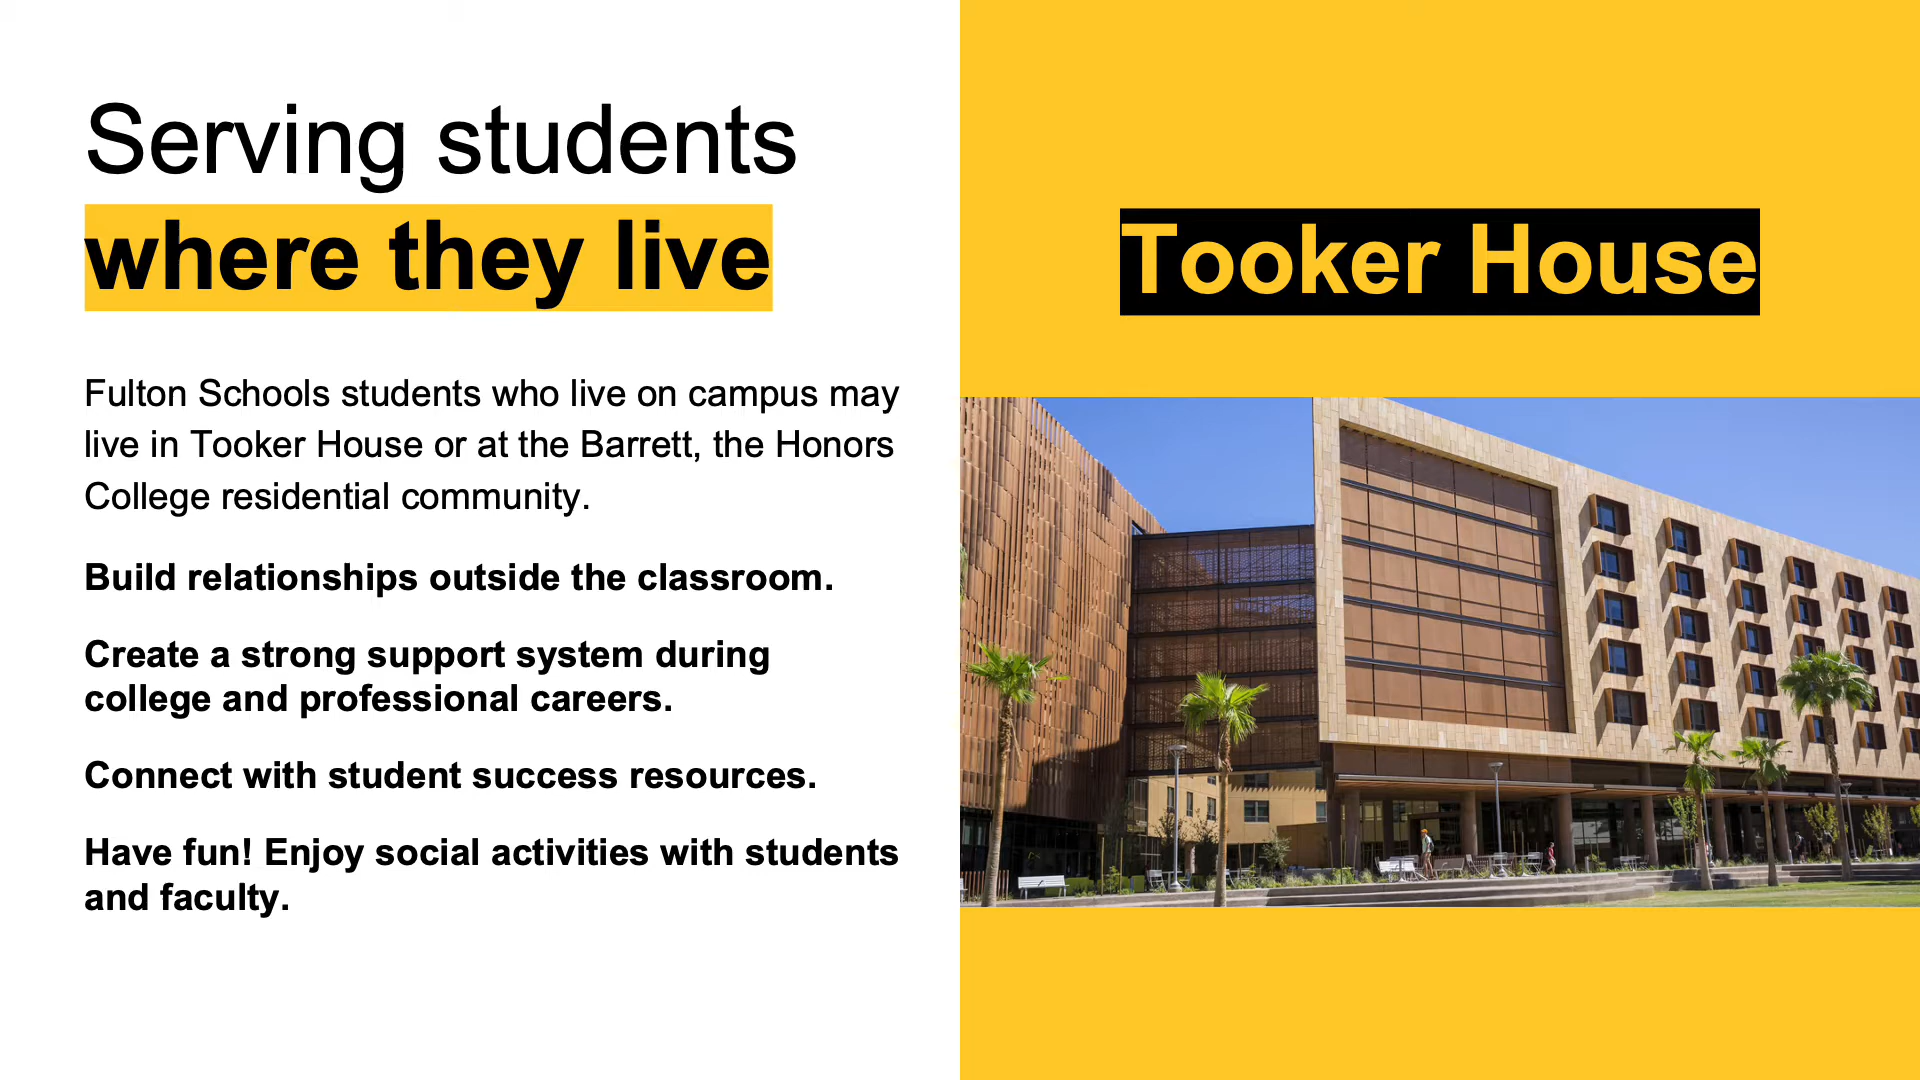 Serving students
where they live
Fulton Schools students who live on campus may
live in Tooker House or at the Barrett, the Honors
College residential community.
Build relationships outside the classroom.
Create a strong support system during
college and professional careers.
Connect with student success resources.
Have fun! Enjoy social activities with students
and faculty.
Tooker House